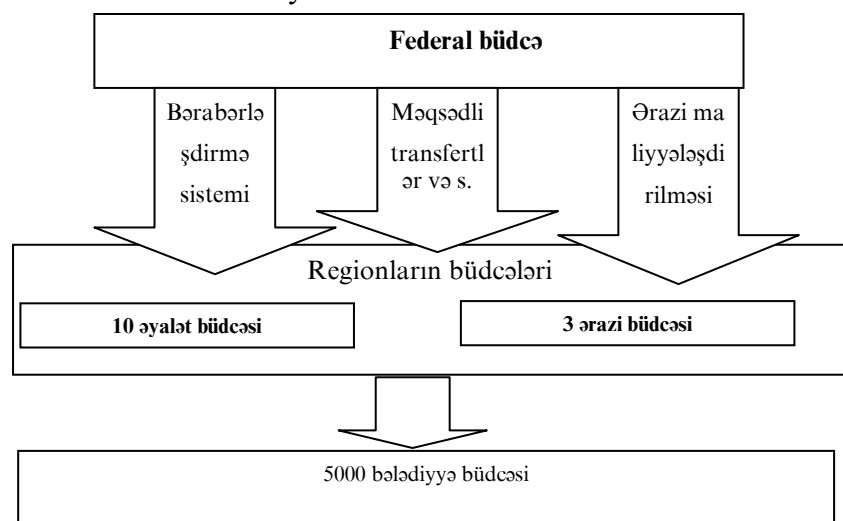 Federal büdcə
Bərabərlə
şdirmə
sistemi
Məqsədli
transfertl
ər və s.
Ərazi ma
liyyələşdi
rilməsi
Regionların büdcələri
10 əyalət büdcəsi
3 ərazi büdcəsi
5000 bələdiyyə büdcəsi